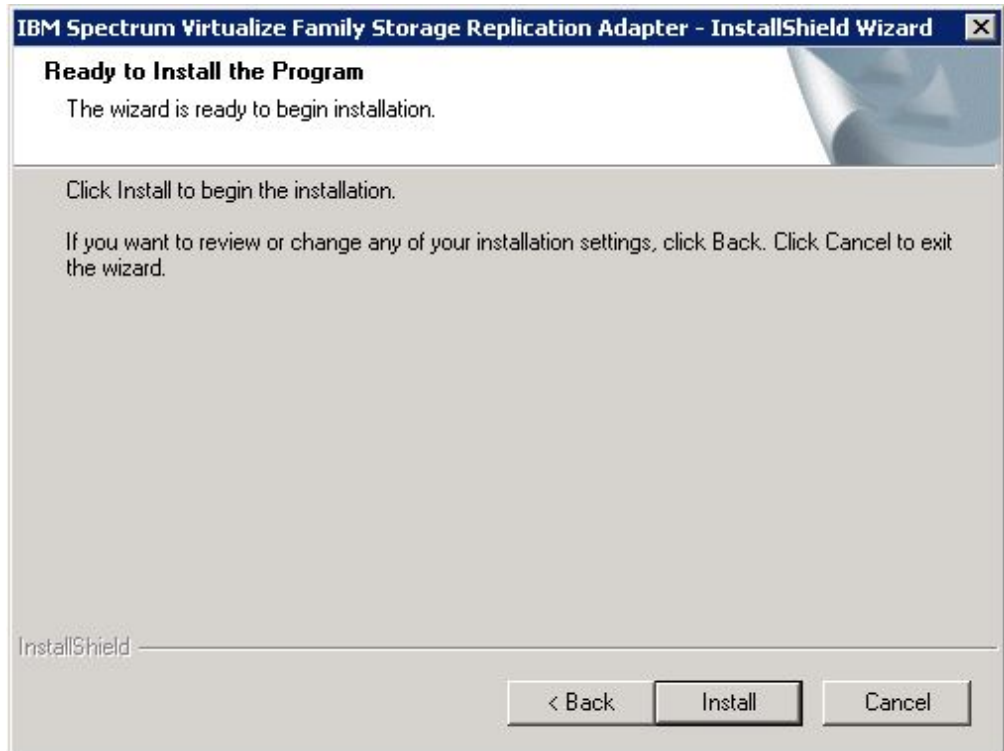 IBM Spectrum Virtualize Family Storage Replication Adapter - InstallShield Wizard
Ready to Install the Program
The wizard is ready to begin installation.
Click Install to begin the installation.
If you want to review or change any of your installation settings, click Back. Click Cancel to exit
the wizard.
InstallShield
< Back
Install
Cancel